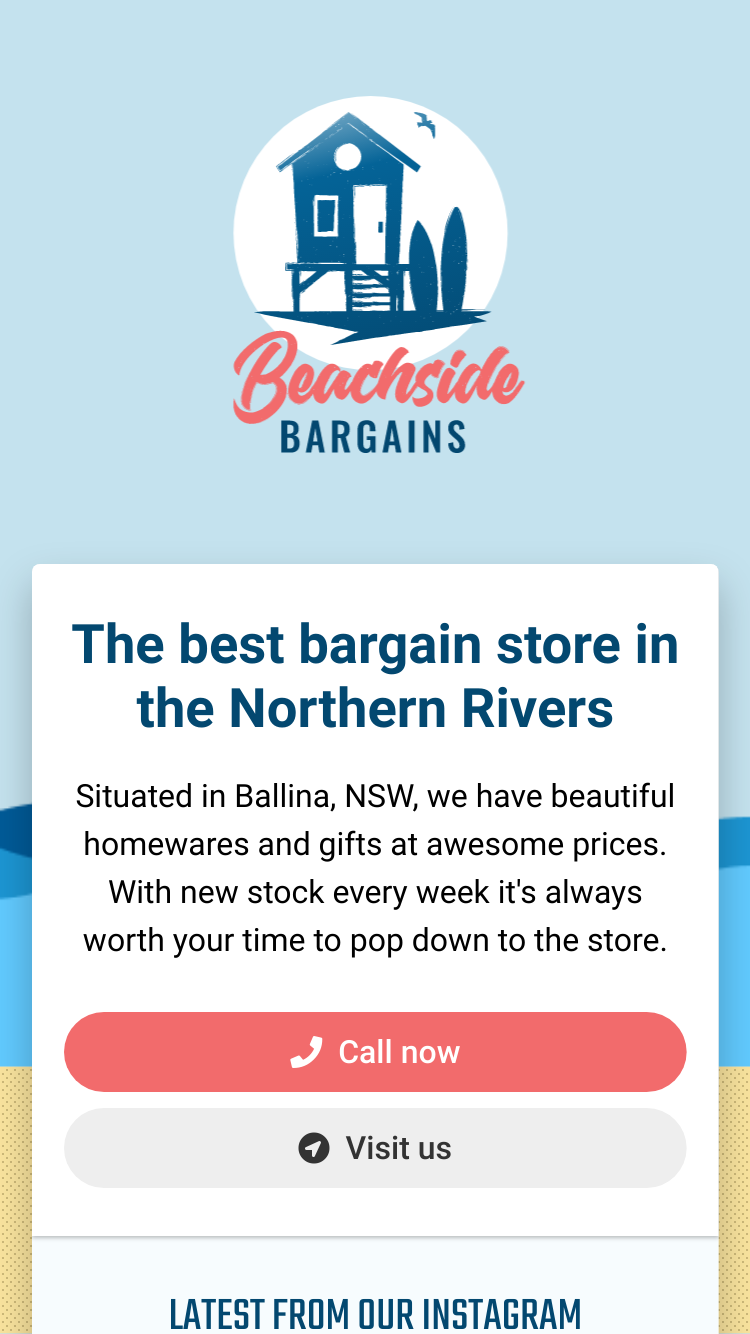 Beachside
BARGAINS
The best bargain store in
the Northern Rivers
Situated in Ballina, NSW, we have beautiful
homewares and gifts at awesome prices.
With new stock every week it's always
worth your time to pop down to the store.
Call now
Visit us
LATEST FROM OUR INSTAGRAM